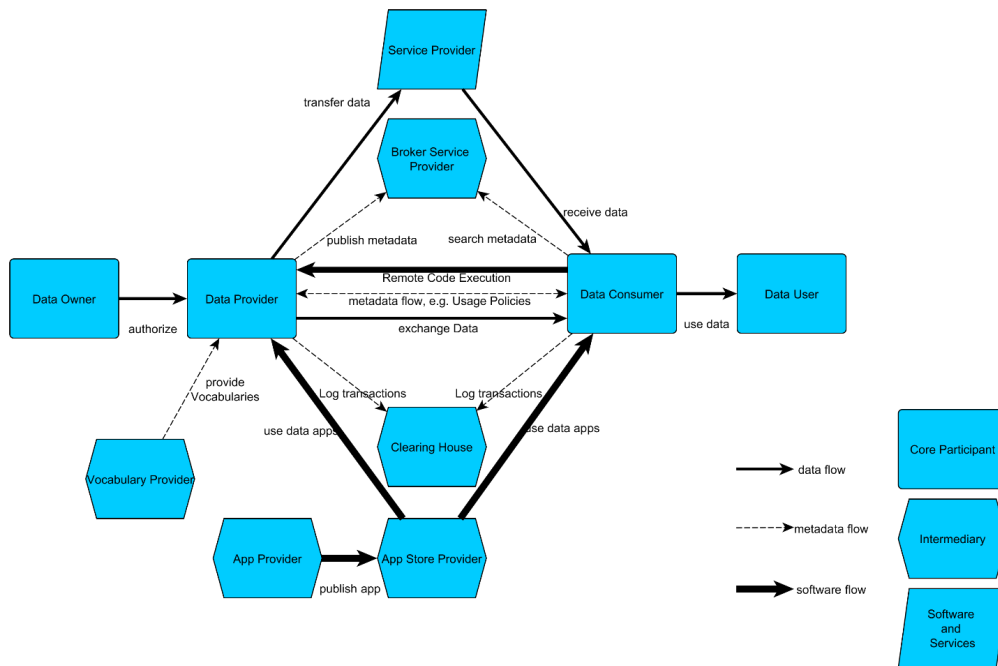 Service Provider
transfer data
Broker Service
Provider
receive data
publish metadata
search metadata
Data Owner
Data Provider
Remote Code Execution
metadata flow, e.g. Usage Policies
exchange Data
Data Consumer
Data User
authorize
use data
provide
Vocabularies
Log transactions
Log transactions
use data apps
use data apps
Clearing House
Vocabulary Provider
App Provider
publish app
App Store Provider
data flow
Core Participant
metadata flow
Intermediary
software flow
Software
and
Services